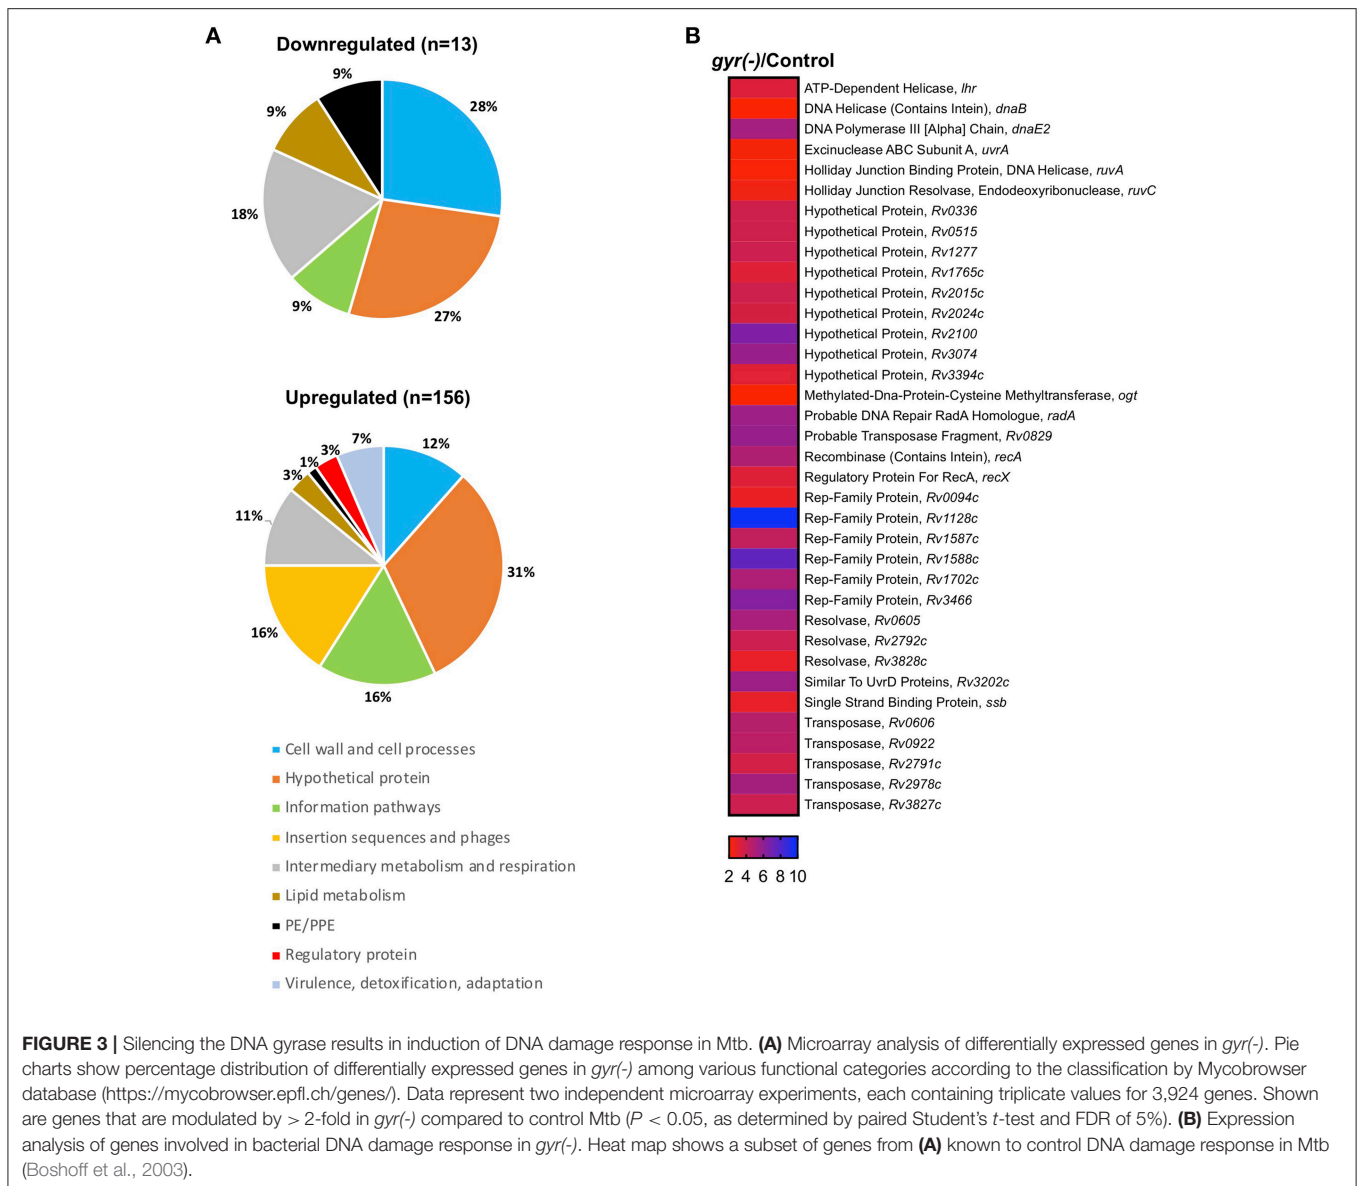 A
Downregulated (n=13)
9%
28%
9%
18%
9%
27%
Upregulated (n=156)
7%
3%
12%
1%
3%
11%
31%
16%
16%
Cell wall and cell processes
Hypothetical protein
Information pathways
Insertion sequences and phages
Intermediary metabolism and respiration
Lipid metabolism
PE/PPE
Regulatory protein
Virulence, detoxification, adaptation
B
gyr(-)/Control
ATP-Dependent Helicase, lhr
DNA Helicase (Contains Intein), dnaB
DNA Polymerase III [Alpha] Chain, dnaE2
Excinuclease ABC Subunit A, uvrA
Holliday Junction Binding Protein, DNA Helicase, ruvA
Holliday Junction Resolvase, Endodeoxyribonuclease, ruvC
Hypothetical Protein, Rv0336
Hypothetical Protein, Rv0515
Hypothetical Protein, Rv1277
Hypothetical Protein, Rv1765c
Hypothetical Protein, Rv2015c
Hypothetical Protein, Rv2024c
Hypothetical Protein, Rv2100
Hypothetical Protein, Rv3074
Hypothetical Protein, Rv3394c
Methylated-Dna-Protein-Cysteine Methyltransferase, ogt
Probable DNA Repair RadA Homologue, radA
Probable Transposase Fragment, Rv0829
Recombinase (Contains Intein), recA
Regulatory Protein For RecA, recX
Rep-Family Protein, Rv0094c
Rep-Family Protein, Rv1128c
Rep-Family Protein, Rv1587c
Rep-Family Protein, Rv1588c
Rep-Family Protein, Rv1702c
Rep-Family Protein, Rv3466
Resolvase, Rv0605
Resolvase, Rv2792c
Resolvase, Rv3828c
Similar To UvrD Proteins, Rv3202c
Single Strand Binding Protein, ssb
Transposase, Rv0606
Transposase, Rv0922
Transposase, Rv2791c
Transposase, Rv2978c
Transposase, Rv3827c
2 4 6 8 10
FIGURE 3 | Silencing the DNA gyrase results in induction of DNA damage response in Mtb. (A) Microarray analysis of differentially expressed genes in gyr(-). Pie
charts show percentage distribution of differentially expressed genes in gyr(-) among various functional categories according to the classification by Mycobrowser
database (https://mycobrowser.epfl.ch/genes/). Data represent two independent microarray experiments, each containing triplicate values for 3,924 genes. Shown
are genes that are modulated by > 2-fold in gyr(-) compared to control Mtb (P < 0.05, as determined by paired Student's t-test and FDR of 5%). (B) Expression
analysis of genes involved in bacterial DNA damage response in gyr(-). Heat map shows a subset of genes from (A) known to control DNA damage response in Mtb
(Boshoff et al., 2003).